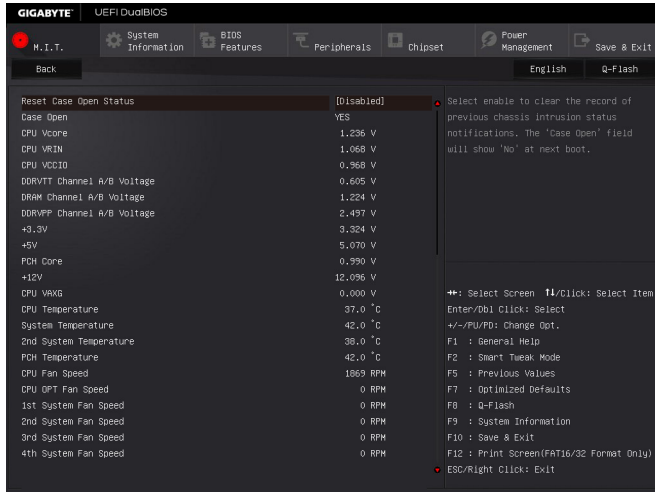 GIGABYTE™ UEFI DualBIOS
M.I.T.
System Information
BIOS Features
Peripherals
Chipset
Power Management
Save & Exit
Back
English
Q-Flash
Reset Case Open Status [Disabled]
Case Open YES
CPU Vcore 1.236 V
CPU VRIN 1.068 V
CPU VCCIO 0.968 V
DDRVTT Channel A/B Voltage 0.605 V
DRAM Channel A/B Voltage 1.224 V
DDRVPP Channel A/B Voltage 2.497 V
+3.3V 3.324 V
+5V 5.070 V
PCH Core 0.990 V
+12V 12.096 V
CPU VAXG 0.000 V
CPU Temperature 37.0 °C
System Temperature 42.0 °C
2nd System Temperature 38.0 °C
PCH Temperature 42.0 °C
CPU Fan Speed 1869 RPM
CPU OPT Fan Speed 0 RPM
1st System Fan Speed 0 RPM
2nd System Fan Speed 0 RPM
3rd System Fan Speed 0 RPM
4th System Fan Speed 0 RPM
Select enable to clear the record of
previous chassis intrusion status
notifications. The 'Case Open' field
will show 'No' at next boot.
→←: Select Screen ↑↓/Click: Select Item
Enter/Dbl Click: Select
+/-/PU/PD: Change Opt.
F1 : General Help
F2 : Smart Tweak Mode
F5 : Previous Values
F7 : Optimized Defaults
F8 : Q-Flash
F9 : System Information
F10 : Save & Exit
F12 : Print Screen(FAT16/32 Format Only)
ESC/Right Click: Exit